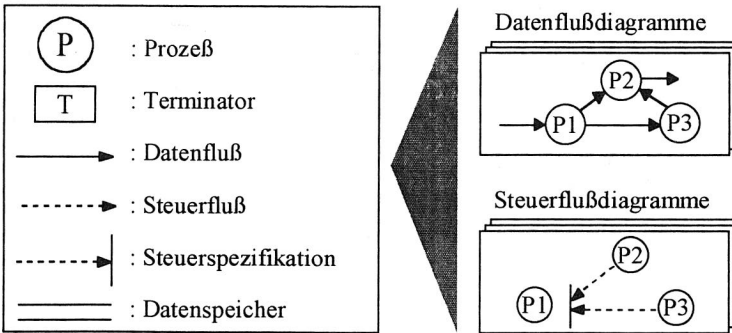 P : Prozeß
T : Terminator
: Datenfluß
: Steuerfluß
: Steuerspezifikation
: Datenspeicher
Datenflußdiagramme
P2
P1
P3
Steuerflußdiagramme
P2
P1
P3